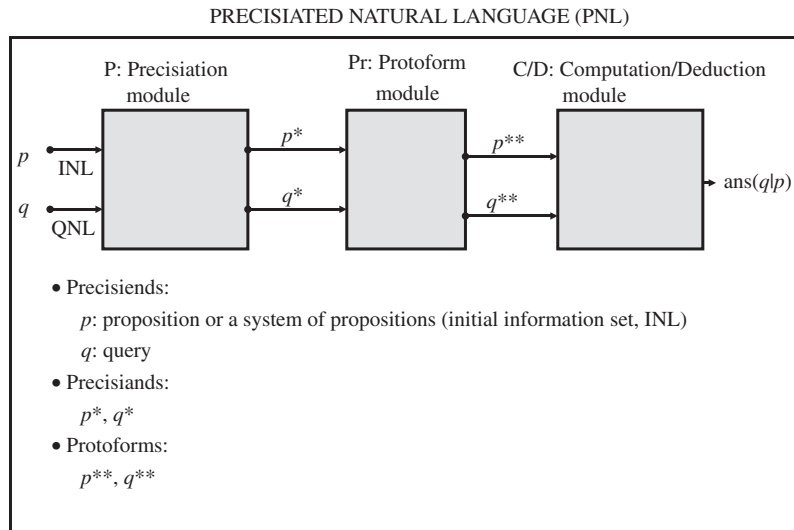 PRECISIATED NATURAL LANGUAGE (PNL)
P: Precisiation
module
Pr: Protoform
module
C/D: Computation/Deduction
module
p
INL
p*
p**
ans(q|p)
q
QNL
q*
q**
• Precisiends:
p: proposition or a system of propositions (initial information set, INL)
q: query
• Precisiands:
p*, q*
• Protoforms:
p**, q**